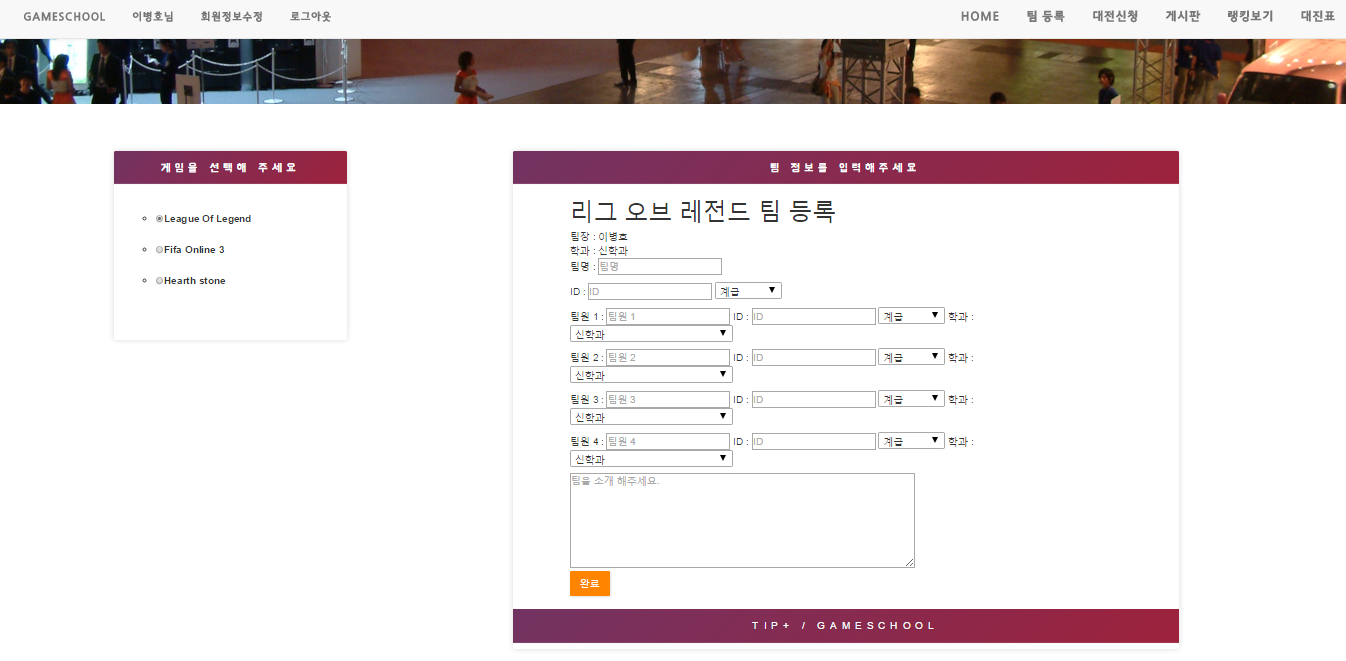 GAMESCHOOL 이병호님 회원정보수정 로그아웃 HOME 팀 등록 대전신청 게시판 랭킹보기 대진표
게임을 선택해 주세요
League Of Legend
Fifa Online 3
Hearth stone
팀 정보를 입력해주세요
리그 오브 레전드 팀 등록
팀장 : 이병호
학과 : 신학과
팀명 : 팀명
ID : ID 계급
팀원 1 : 팀원 1 ID : ID 계급 학과 :
신학과
팀원 2 : 팀원 2 ID : ID 계급 학과 :
신학과
팀원 3 : 팀원 3 ID : ID 계급 학과 :
신학과
팀원 4 : 팀원 4 ID : ID 계급 학과 :
신학과
팀을 소개 해주세요.
완료
TIP+ / GAMESCHOOL